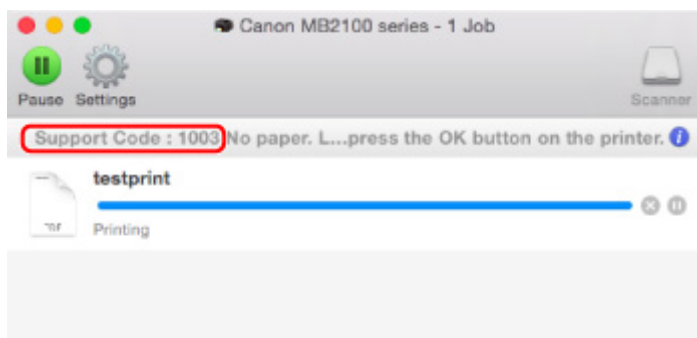 Canon MB2100 series - 1 Job
Pause Settings Scanner
Support Code : 1003 No paper. L...press the OK button on the printer.
testprint
Printing